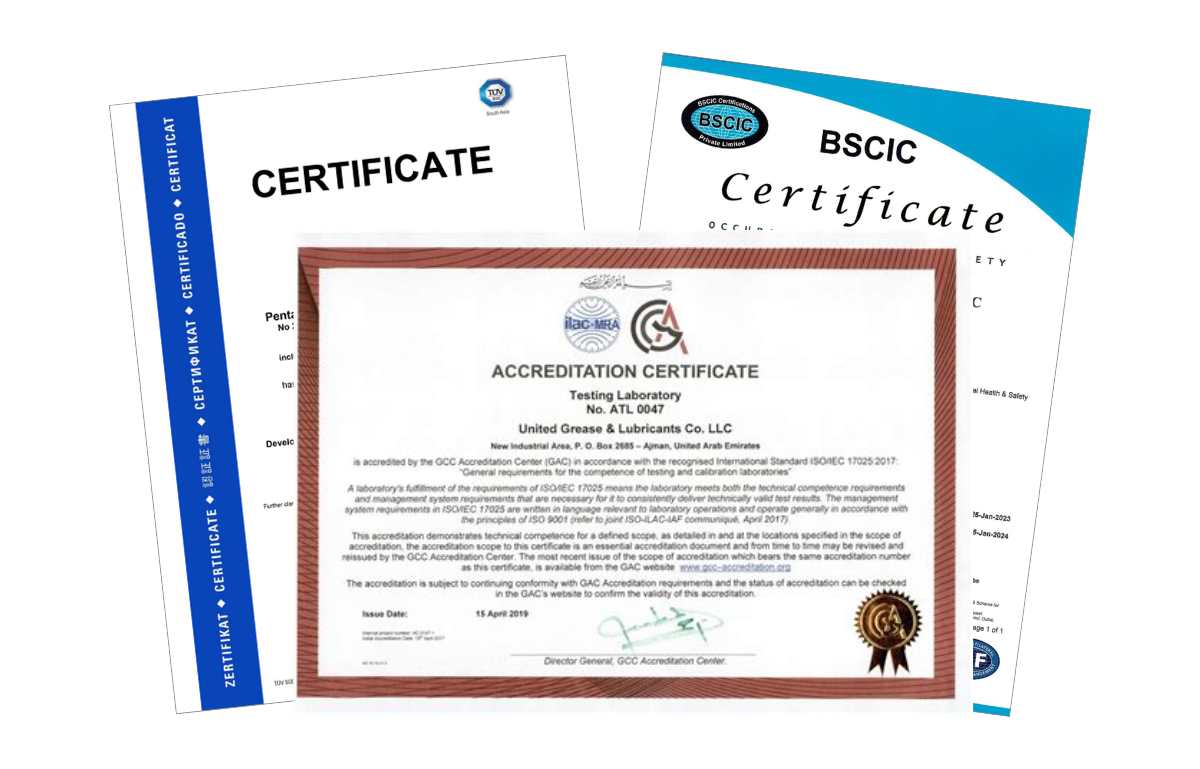 ZERTIFIKAT ◆ CERTIFICATE ◆ 認証証書 ◆ СЕРТИФИКАТ ◆ CERTIFICADO ◆ CERTIFICAT
TÜV
SÜD
South Asia
CERTIFICATE
Penta
No
incl
has
Develo
Further clar
TÜV SÜD
BSCIC Certifications
BSCIC
Private Limited
BSCIC
Certificate
OCCUP
ETY
C
al Health & Safety
25-Jan-2023
5-Jan-2024
be
s Scheme for
Dubai.
age 1 of 1
F
ilac-MRA
ACCREDITATION CERTIFICATE
Testing Laboratory
No. ATL 0047
United Grease & Lubricants Co. LLC
New Industrial Area, P. O. Box 2685 – Ajman, United Arab Emirates
is accredited by the GCC Accreditation Center (GAC) in accordance with the recognised International Standard ISO/IEC 17025:2017:
"General requirements for the competence of testing and calibration laboratories"
A laboratory's fulfillment of the requirements of ISO/IEC 17025 means the laboratory meets both the technical competence requirements
and management system requirements that are necessary for it to consistently deliver technically valid test results. The management
system requirements in ISO/IEC 17025 are written in language relevant to laboratory operations and operate generally in accordance with
the principles of ISO 9001 (refer to joint ISO-ILAC-IAF communiqué, April 2017).
This accreditation demonstrates technical competence for a defined scope, as detailed in and at the locations specified in the scope of
accreditation, the accreditation scope to this certificate is an essential accreditation document and from time to time may be revised and
reissued by the GCC Accreditation Center. The most recent issue of the scope of accreditation which bears the same accreditation number
as this certificate, is available from the GAC website www.gcc-accreditation.org
The accreditation is subject to continuing conformity with GAC Accreditation requirements and the status of accreditation can be checked
in the GAC's website to confirm the validity of this accreditation.
Issue Date: 15 April 2019
Director General, GCC Accreditation Center.